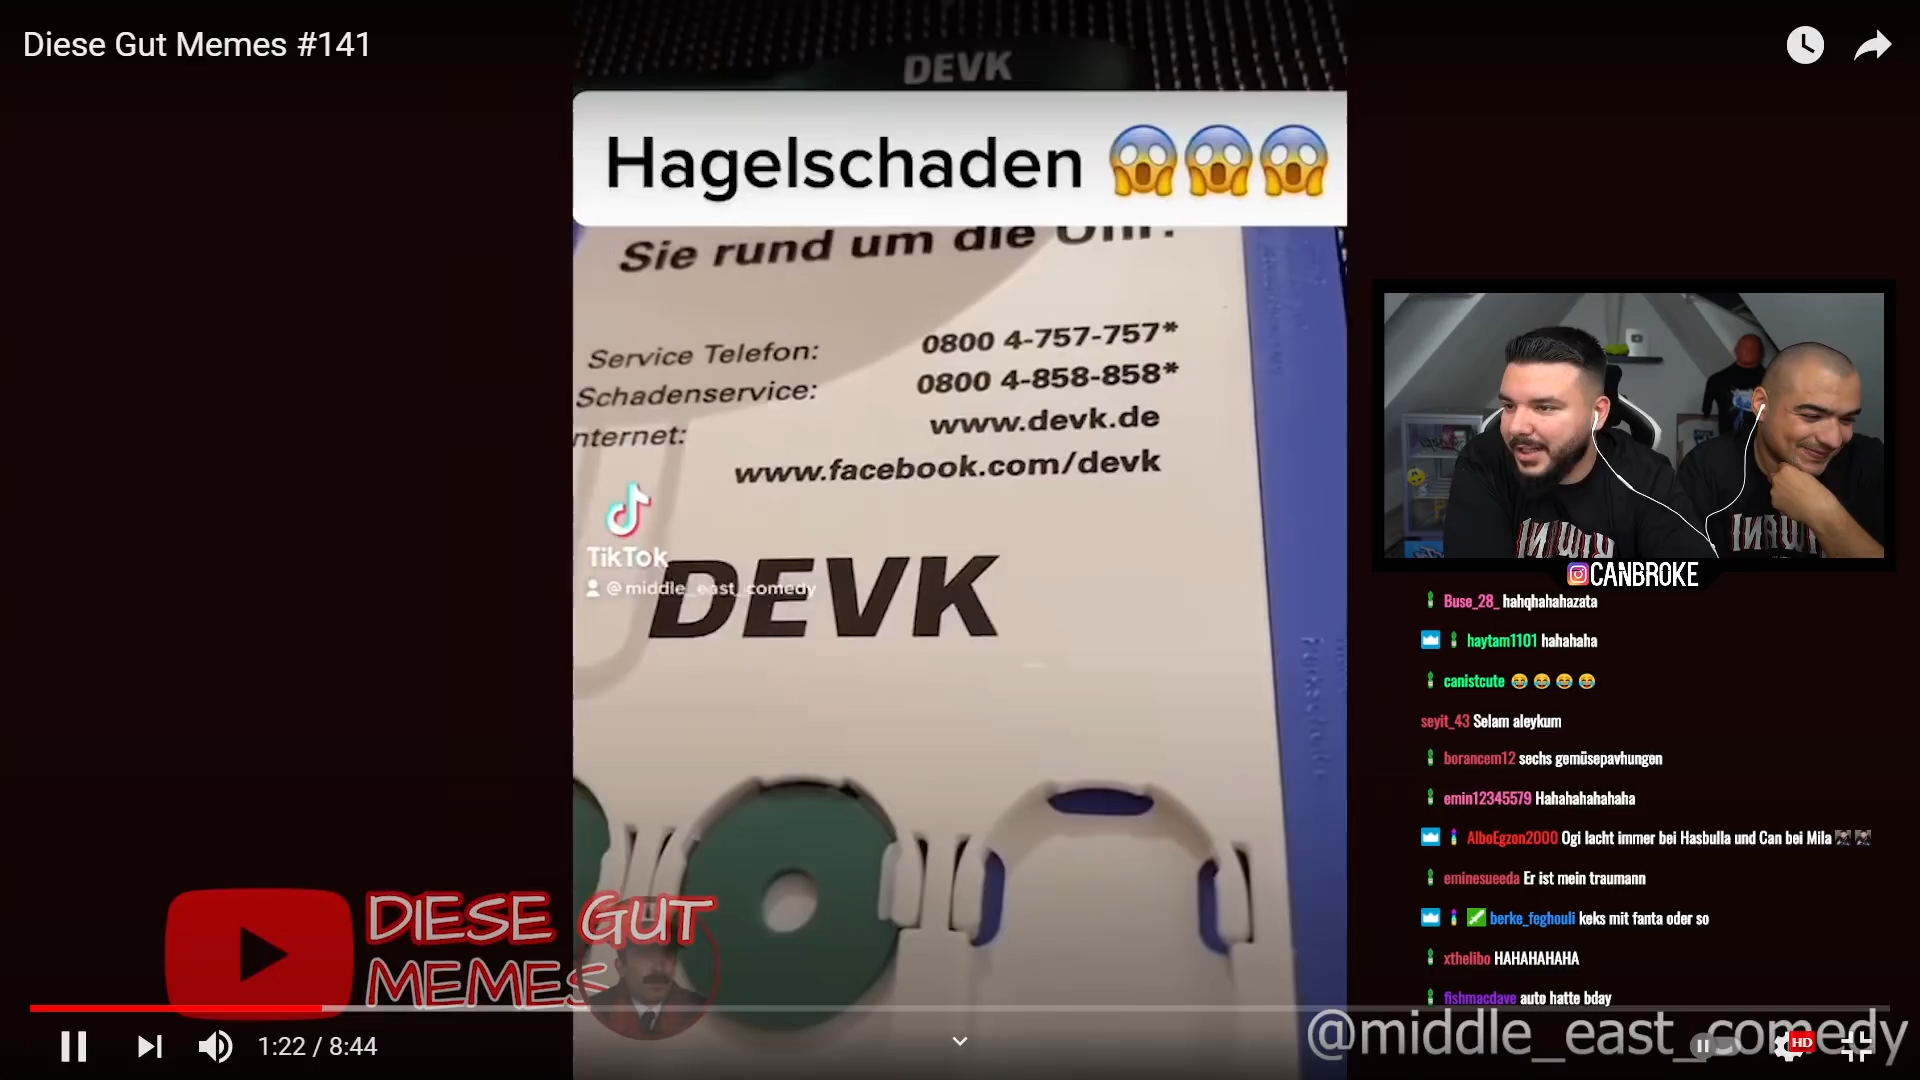 Diese Gut Memes #141
DEVK
Hagelschaden 😱😱😱
Sie rund um die Uhr.
Service Telefon: 0800 4-757-757*
Schadenservice: 0800 4-858-858*
nternet: www.devk.de
www.facebook.com/devk
TikTok
@middle_east_comedy
DEVK
CANBROKE
Buse_28_ hahqhahahazata
haytam1101 hahahaha
canistcute 😂 😂 😂 😂
seyit_43 Selam aleykum
borancem12 sechs gemüsepavhungen
emin12345579 Hahahahahahaha
AlboEgzon2000 Ogi lacht immer bei Hasbulla und Can bei Mila
eminesueeda Er ist mein traumann
berke_feghouli keks mit fanta oder so
xthelibo HAHAHAHAHA
fishmacdave auto hatte bday
DIESE GUT
MEMES
1:22 / 8:44
@middle_east_comedy
HD